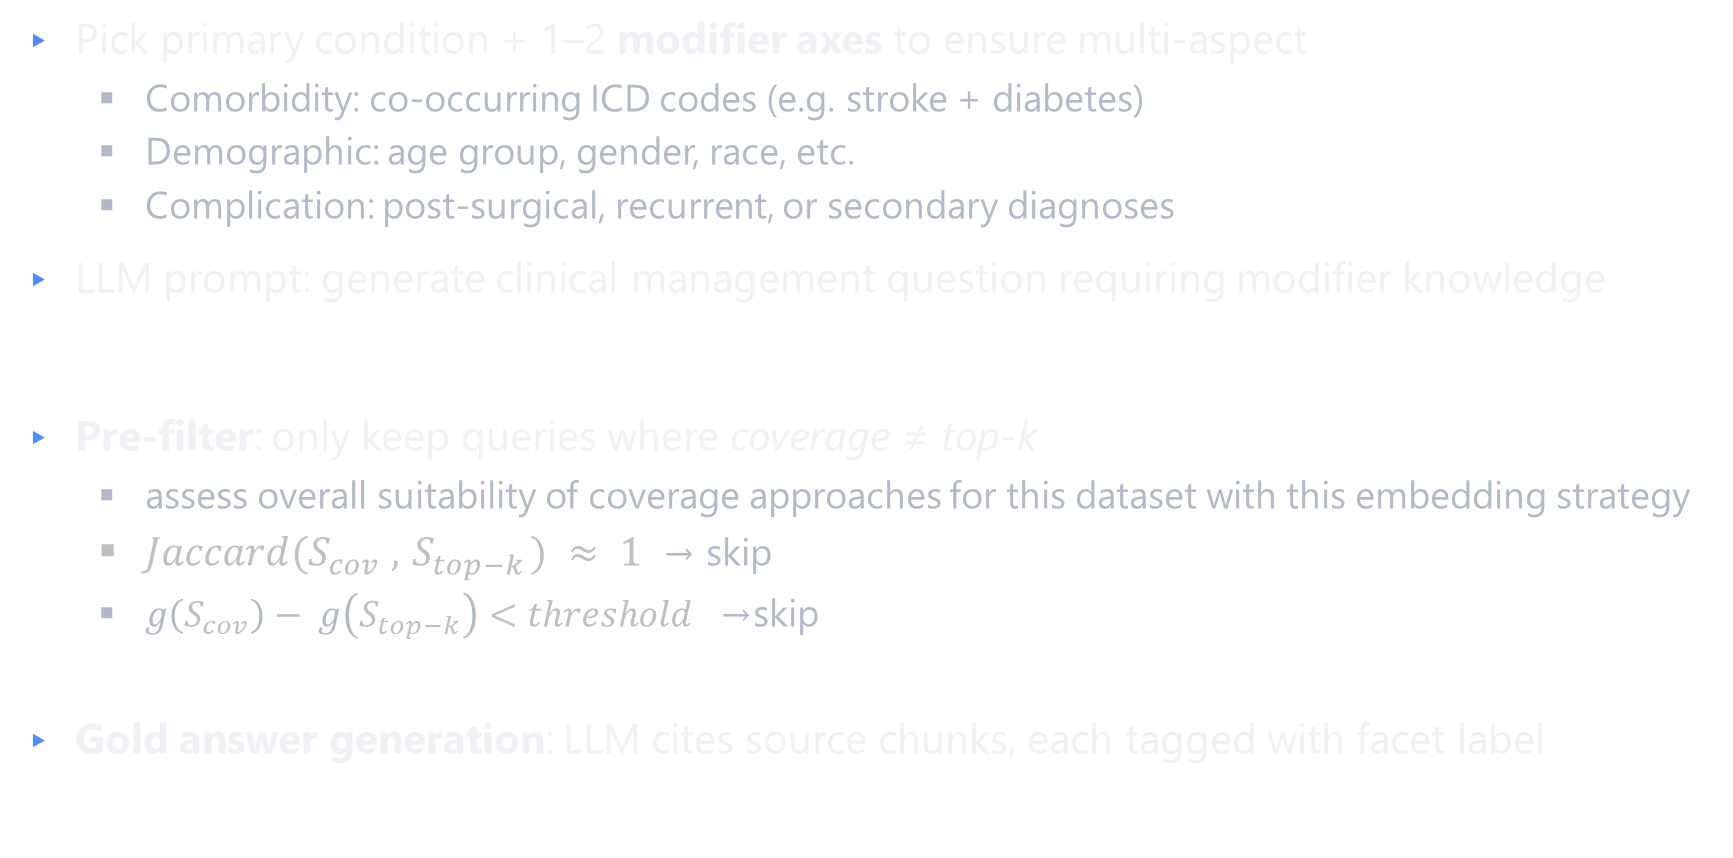 ▸ Pick primary condition + 1–2 modifier axes to ensure multi-aspect
▪ Comorbidity: co-occurring ICD codes (e.g. stroke + diabetes)
▪ Demographic: age group, gender, race, etc.
▪ Complication: post-surgical, recurrent, or secondary diagnoses
▸ LLM prompt: generate clinical management question requiring modifier knowledge
▸ Pre-filter: only keep queries where coverage ≠ top-k
▪ assess overall suitability of coverage approaches for this dataset with this embedding strategy
▪ Jaccard(S_cov , S_top−k) ≈ 1 → skip
▪ g(S_cov) − g(S_top−k) < threshold →skip
▸ Gold answer generation: LLM cites source chunks, each tagged with facet label